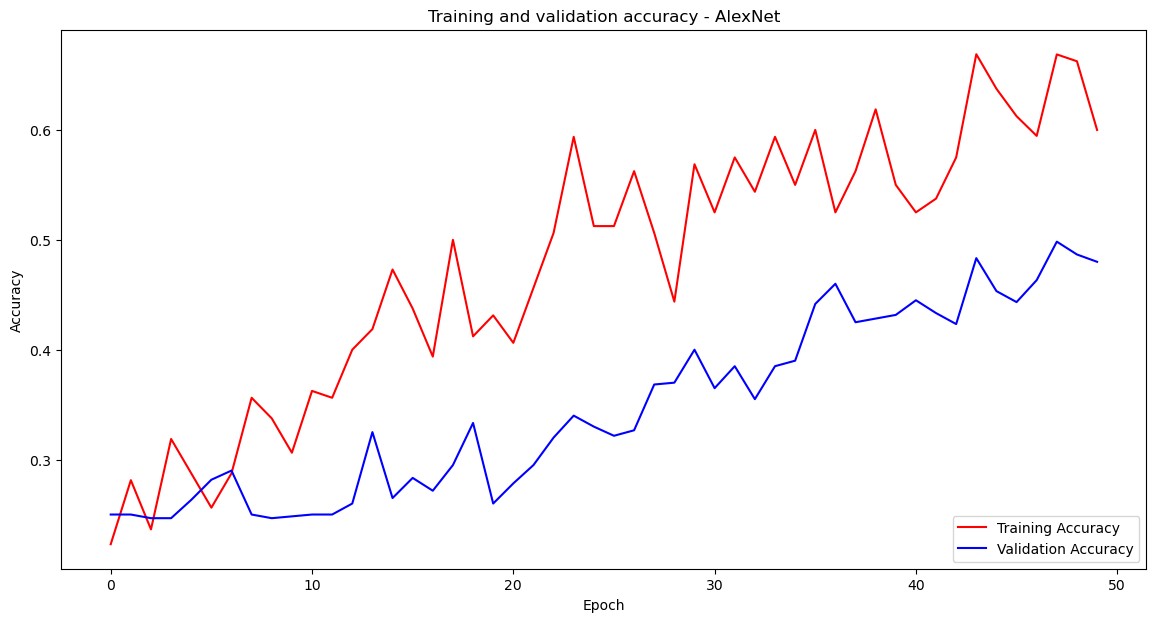 Training and validation accuracy - AlexNet
Accuracy
0.6
0.5
0.4
0.3
Training Accuracy
Validation Accuracy
0 10 20 30 40 50
Epoch